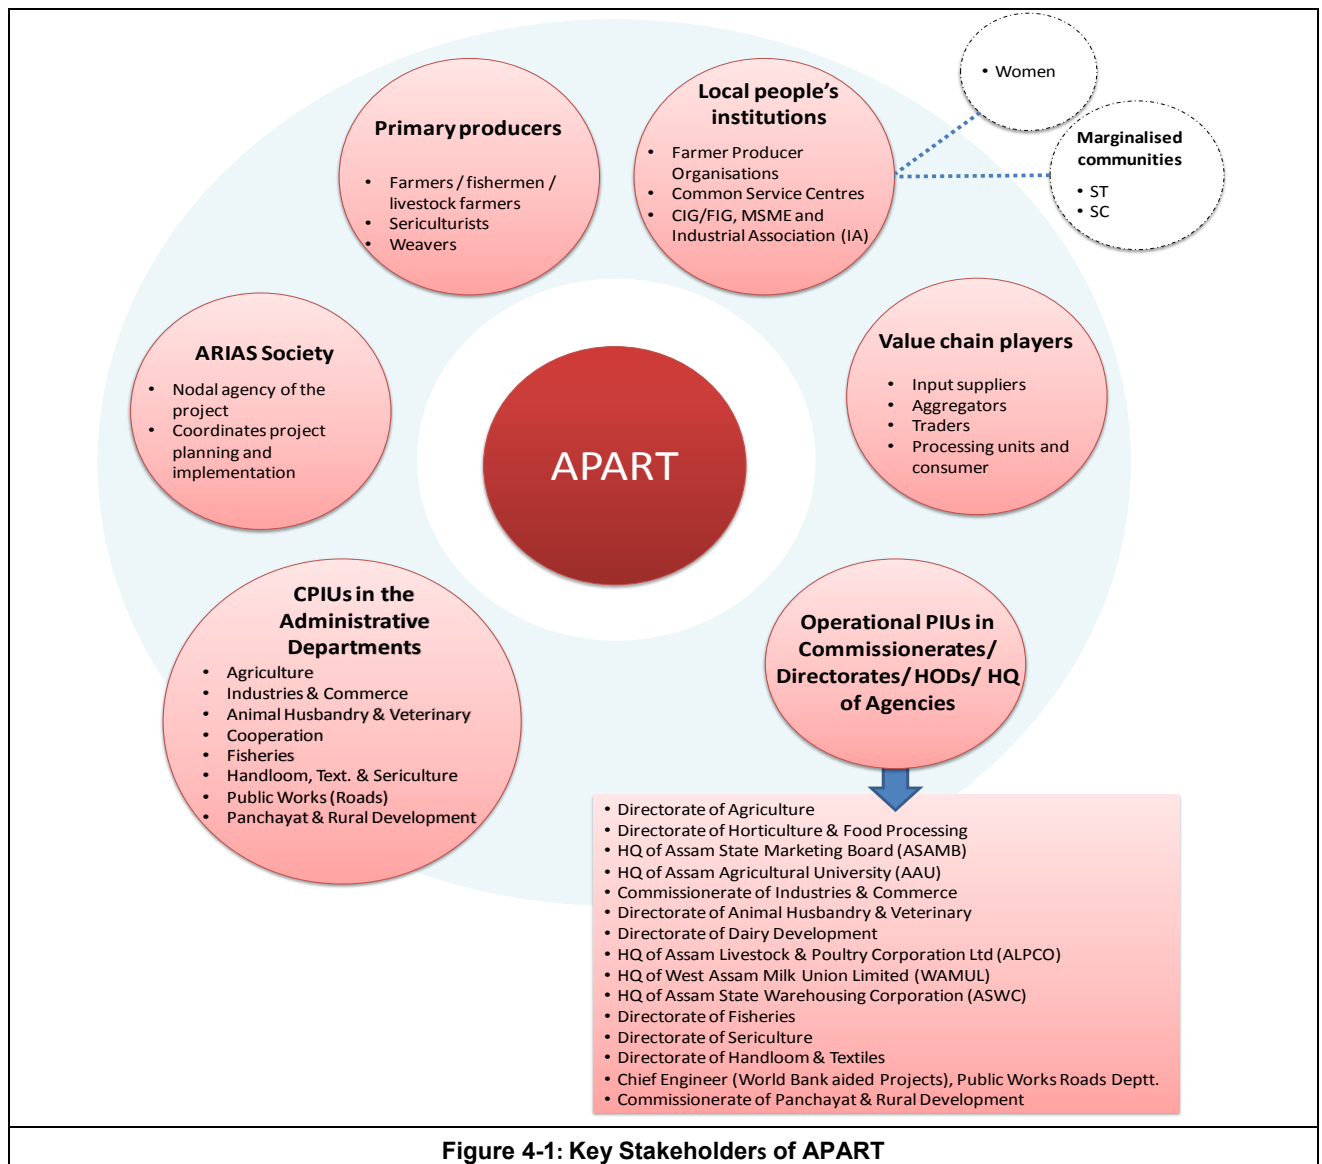 Primary producers
• Farmers / fishermen /
livestock farmers
• Sericulturists
• Weavers
Local people's
institutions
• Farmer Producer
Organisations
• Common Service Centres
• CIG/FIG, MSME and
Industrial Association (IA)
• Women
Marginalised
communities
• ST
• SC
ARIAS Society
• Nodal agency of the
project
• Coordinates project
planning and
implementation
APART
Value chain players
• Input suppliers
• Aggregators
• Traders
• Processing units and
consumer
CPIUs in the
Administrative
Departments
• Agriculture
• Industries & Commerce
• Animal Husbandry & Veterinary
• Cooperation
• Fisheries
• Handloom, Text. & Sericulture
• Public Works (Roads)
• Panchayat & Rural Development
Operational PIUs in
Commissionerates/
Directorates/ HODs/ HQ
of Agencies
• Directorate of Agriculture
• Directorate of Horticulture & Food Processing
• HQ of Assam State Marketing Board (ASAMB)
• HQ of Assam Agricultural University (AAU)
• Commissionerate of Industries & Commerce
• Directorate of Animal Husbandry & Veterinary
• Directorate of Dairy Development
• HQ of Assam Livestock & Poultry Corporation Ltd (ALPCO)
• HQ of West Assam Milk Union Limited (WAMUL)
• HQ of Assam State Warehousing Corporation (ASWC)
• Directorate of Fisheries
• Directorate of Sericulture
• Directorate of Handloom & Textiles
• Chief Engineer (World Bank aided Projects), Public Works Roads Deptt.
• Commissionerate of Panchayat & Rural Development
Figure 4-1: Key Stakeholders of APART